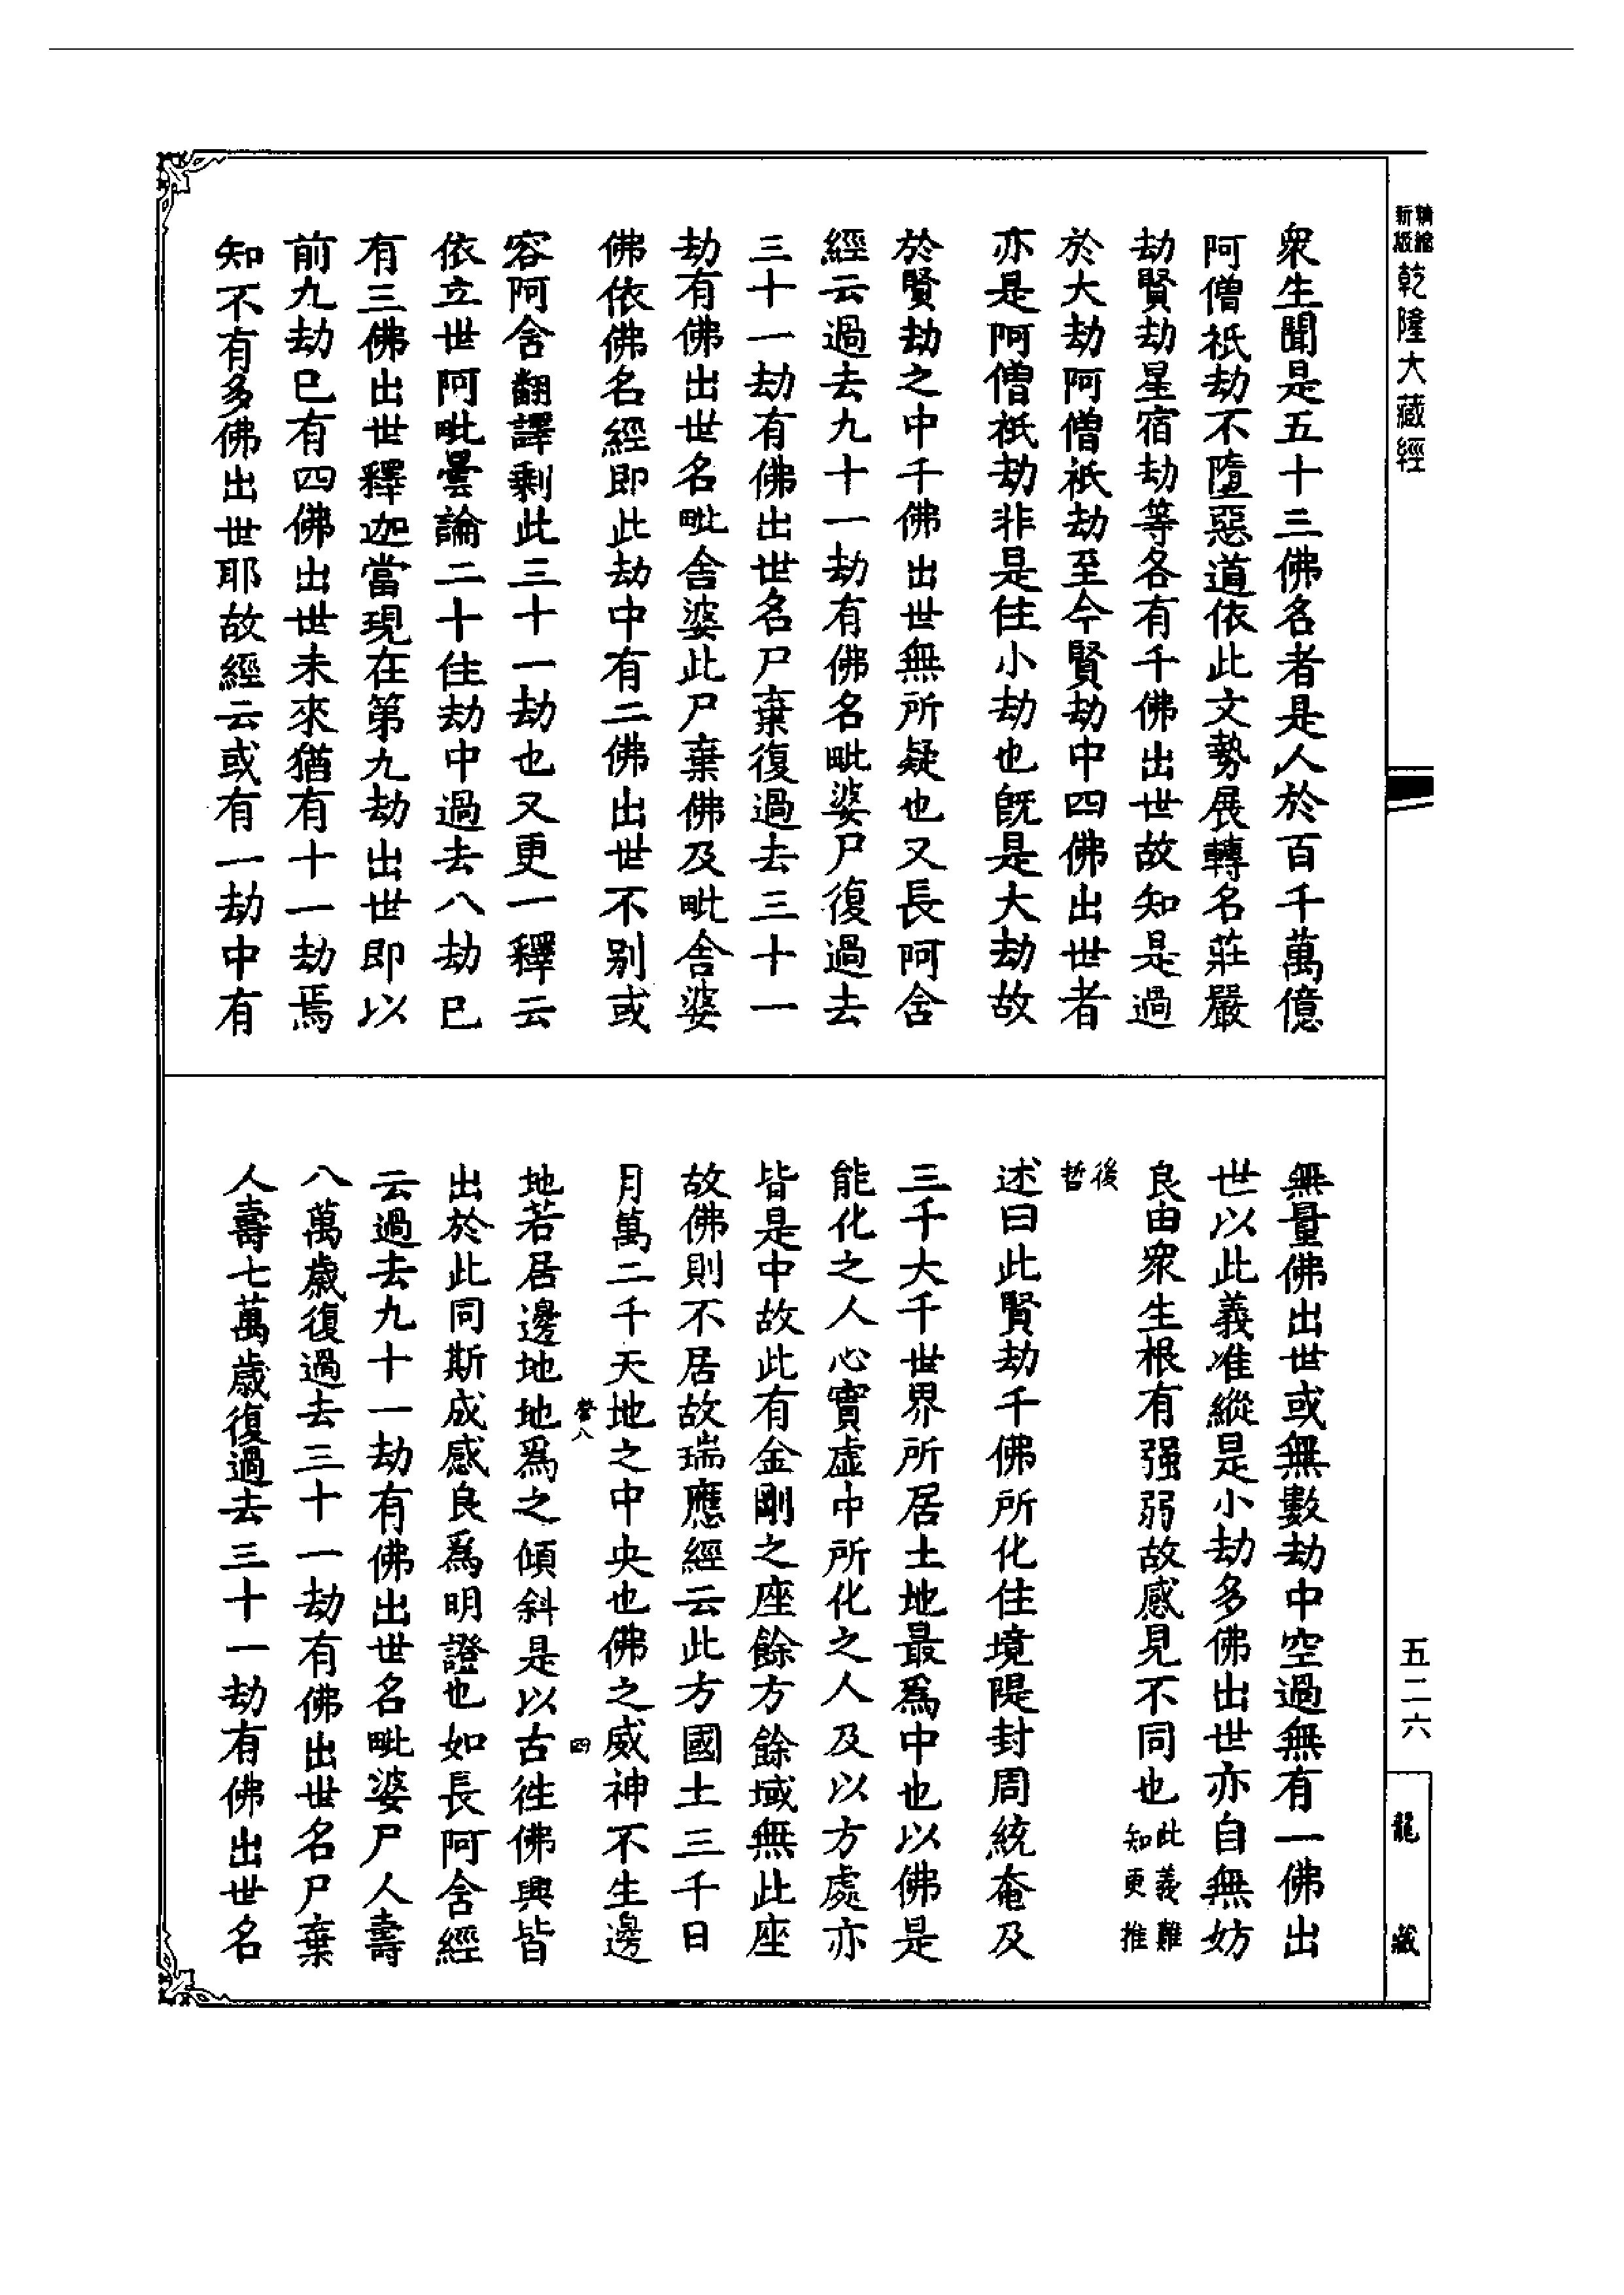 精縮
新版
乾隆大藏經
衆生聞是五十三佛名者是人於百千萬億
阿僧祇劫不墮惡道依此文勢展轉名莊嚴
劫賢劫星宿劫等各有千佛出世故知是過
於大劫阿僧祇劫至今賢劫中四佛出世者
亦是阿僧祇劫非是住小劫也旣是大劫故
於賢劫之中千佛出世無所疑也又長阿含
經云過去九十一劫有佛名毗婆尸復過去
三十一劫有佛出世名尸棄復過去三十一
劫有佛出世名毗舍婆此尸棄佛及毗舍婆
佛依佛名經即此劫中有二佛出世不别或
容阿含翻譯剩此三十一劫也又更一釋云
依立世阿毗曇論二十住劫中過去八劫已
有三佛出世釋迦當現在第九劫出世即以
前九劫已有四佛出世未來猶有十一劫焉
知不有多佛出世耶故經云或有一劫中有
無量佛出世或無數劫中空過無有一佛出
世以此義准縱是小劫多佛出世亦自無妨
良由衆生根有强弱故感見不同也此義難
知更推
後
哲
述曰此賢劫千佛所化住境隄封周統奄及
三千大千世界所居土地最爲中也以佛是
能化之人心實虛中所化之人及以方處亦
皆是中故此有金剛之座餘方餘域無此座
故佛則不居故瑞應經云此方國土三千日
月萬二千天地之中央也佛之威神不生邊
營八
四
地若居邊地地爲之傾斜是以古徃佛興皆
出於此同斯成感良爲明證也如長阿含經
云過去九十一劫有佛出世名毗婆尸人壽
八萬歲復過去三十一劫有佛出世名尸棄
人壽七萬歲復過去三十一劫有佛出世名
五二六
龍藏